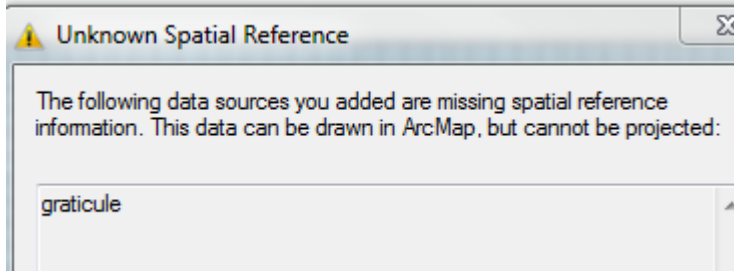 Unknown Spatial Reference
The following data sources you added are missing spatial reference
information. This data can be drawn in ArcMap, but cannot be projected:
graticule